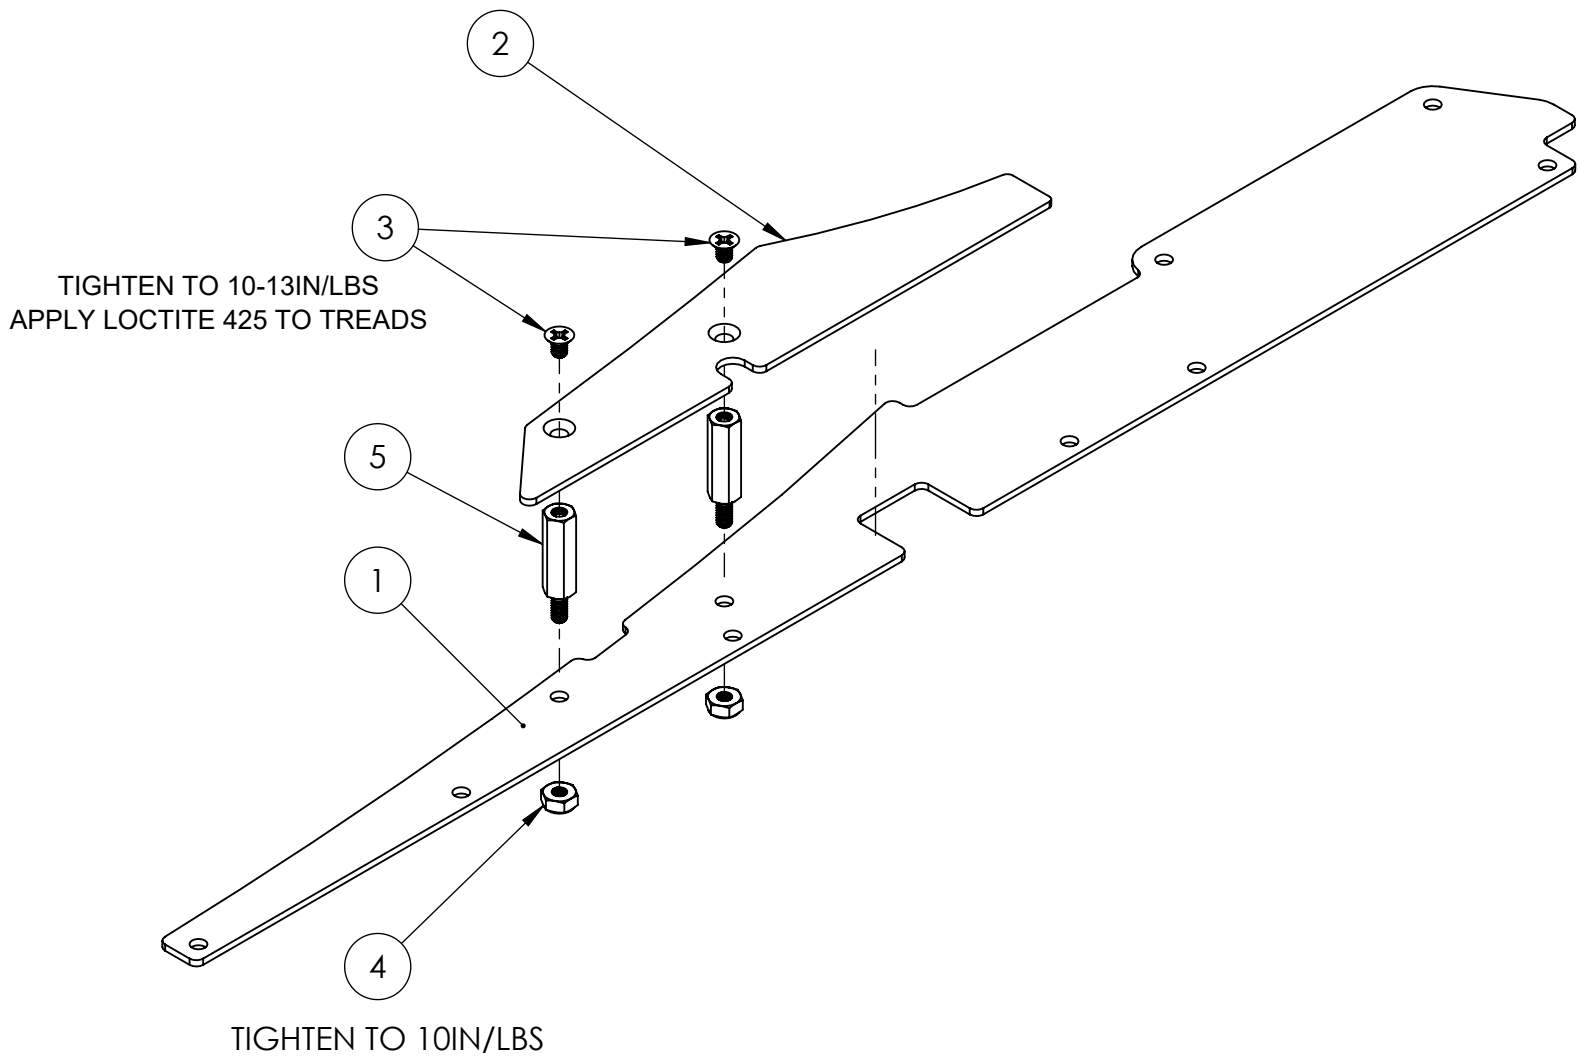 2
3
TIGHTEN TO 10-13IN/LBS
APPLY LOCTITE 425 TO TREADS
5
1
4
TIGHTEN TO 10IN/LBS